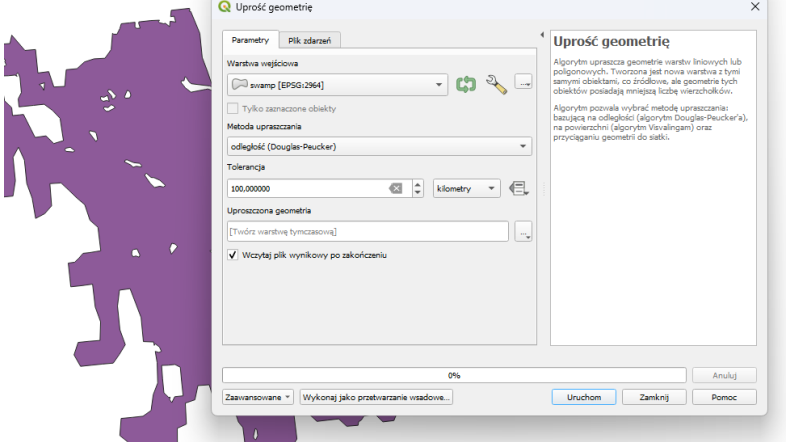 Uprość geometrię
Parametry
Plik zdarzeń
Warstwa wejściowa
swamp [EPSG:2964]
...
Tylko zaznaczone obiekty
Metoda upraszczania
odległość (Douglas-Peucker)
Tolerancja
100,000000
kilometry
Uproszczona geometria
[Twórz warstwę tymczasową]
...
Wczytaj plik wynikowy po zakończeniu
Uprość geometrię
Algorytm upraszcza geometrie warstw liniowych lub
poligonowych. Tworzona jest nowa warstwa z tymi
samymi obiektami, co źródłowe, ale geometrie tych
obiektów posiadają mniejszą liczbę wierzchołków.
Algorytm pozwala wybrać metodę upraszczania:
bazującą na odległości (algorytm Douglas-Peucker'a),
na powierzchni (algorytm Visvalingam) oraz
przyciąganiu geometrii do siatki.
0%
Anuluj
Zaawansowane
Wykonaj jako przetwarzanie wsadowe...
Uruchom
Zamknij
Pomoc